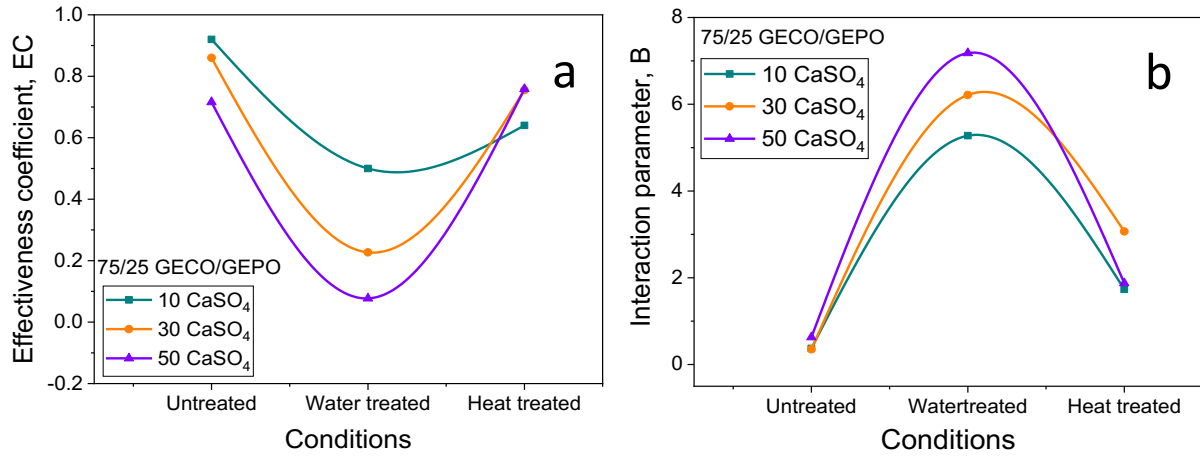 Effectiveness coefficient, EC
1.0
0.8
0.6
0.4
0.2
0.0
-0.2
a
75/25 GECO/GEPO
10 CaSO₄
30 CaSO₄
50 CaSO₄
Untreated
Water treated
Heat treated
Conditions
Interaction parameter, B
8
6
4
2
0
75/25 GECO/GEPO
10 CaSO₄
30 CaSO₄
50 CaSO₄
b
Untreated
Watertreated
Heat treated
Conditions